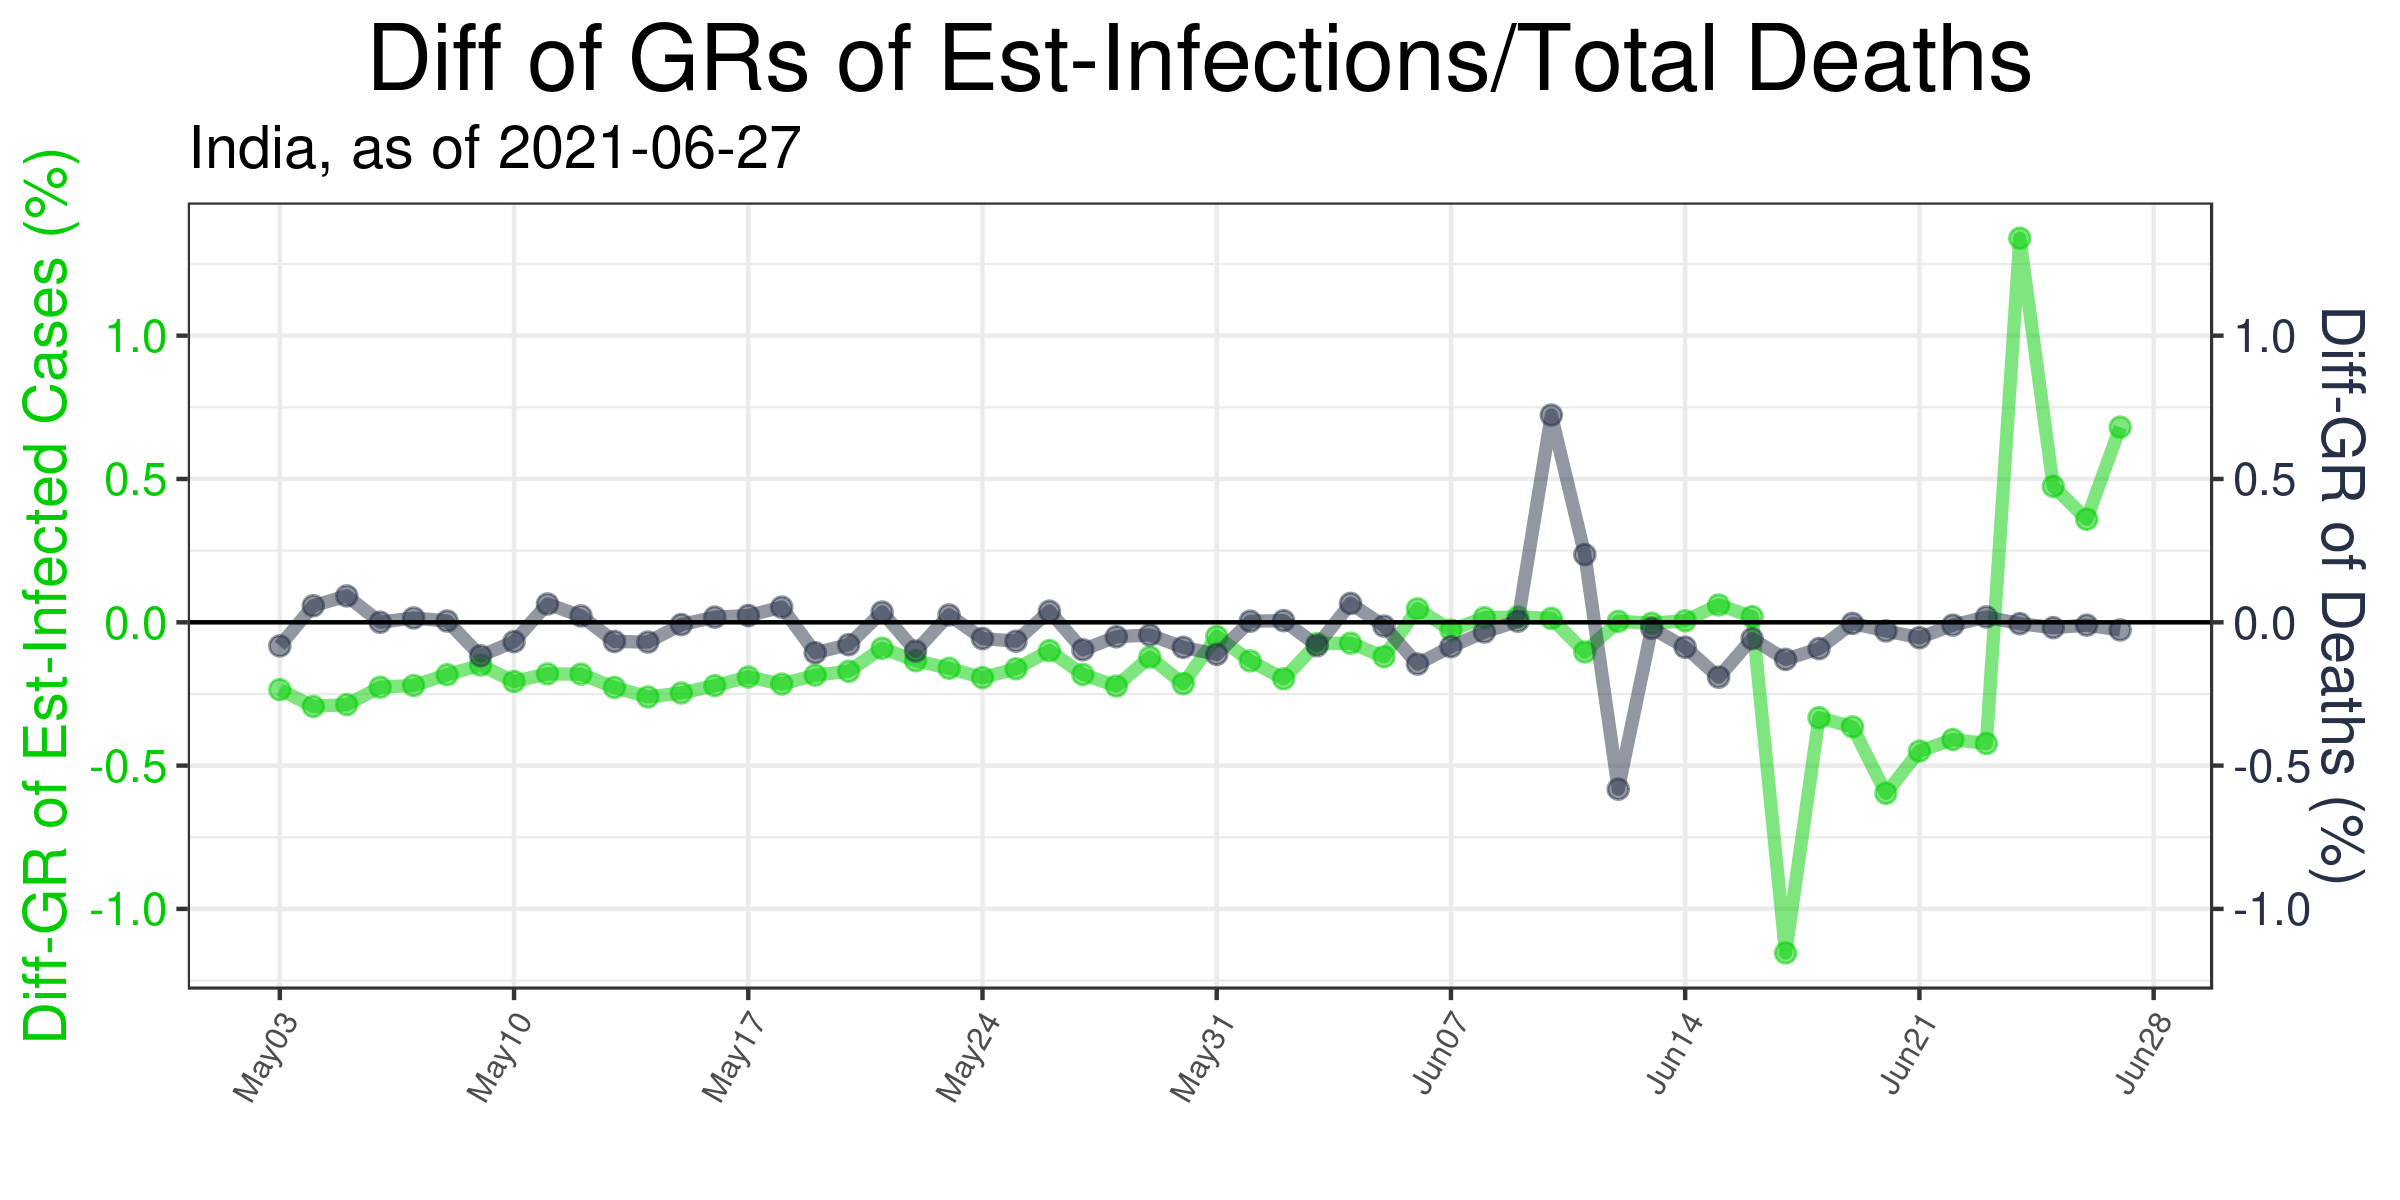 Diff of GRs of Est-Infections/Total Deaths
India, as of 2021-06-27
Diff-GR of Est-Infected Cases (%)
1.0
0.5
0.0
-0.5
-1.0
1.0
0.5
0.0
-0.5
-1.0
Diff-GR of Deaths (%)
May03
May10
May17
May24
May31
Jun07
Jun14
Jun21
Jun28